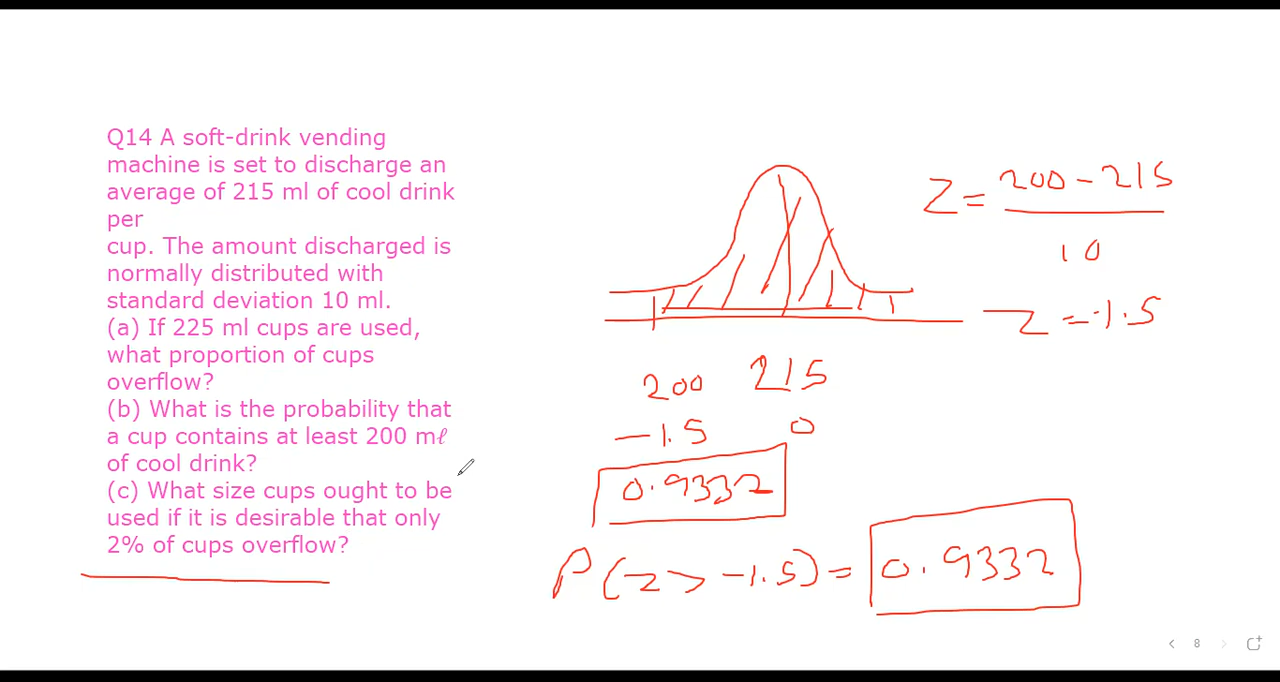 Q14 A soft-drink vending
machine is set to discharge an
average of 215 ml of cool drink
per
cup. The amount discharged is
normally distributed with
standard deviation 10 ml.
(a) If 225 ml cups are used,
what proportion of cups
overflow?
(b) What is the probability that
a cup contains at least 200 mℓ
of cool drink?
(c) What size cups ought to be
used if it is desirable that only
2% of cups overflow?
Z = 200 - 215
10
Z = -1.5
200 215
-1.5 0
0.9332
P(Z > -1.5) = 0.9332
8